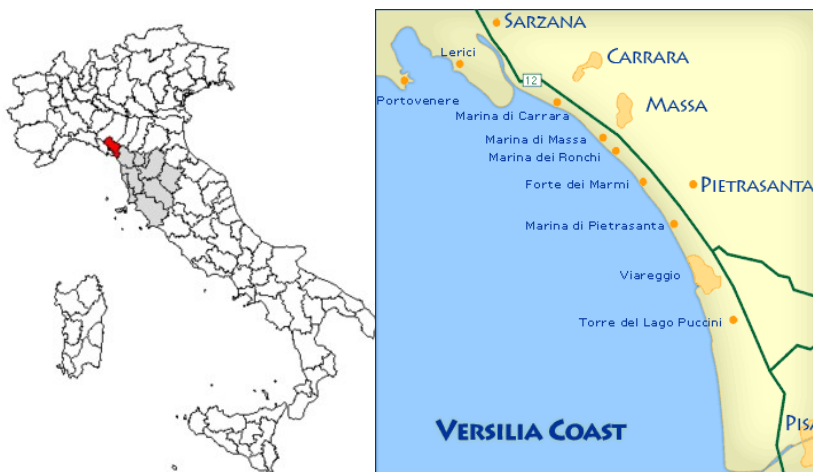 SARZANA
Lerici
CARRARA
12
Portovenere
MASSA
Marina di Carrara
Marina di Massa
Marina dei Ronchi
Forte dei Marmi
PIETRASANTA
Marina di Pietrasanta
Viareggio
Torre del Lago Puccini
PISA
VERSILIA COAST